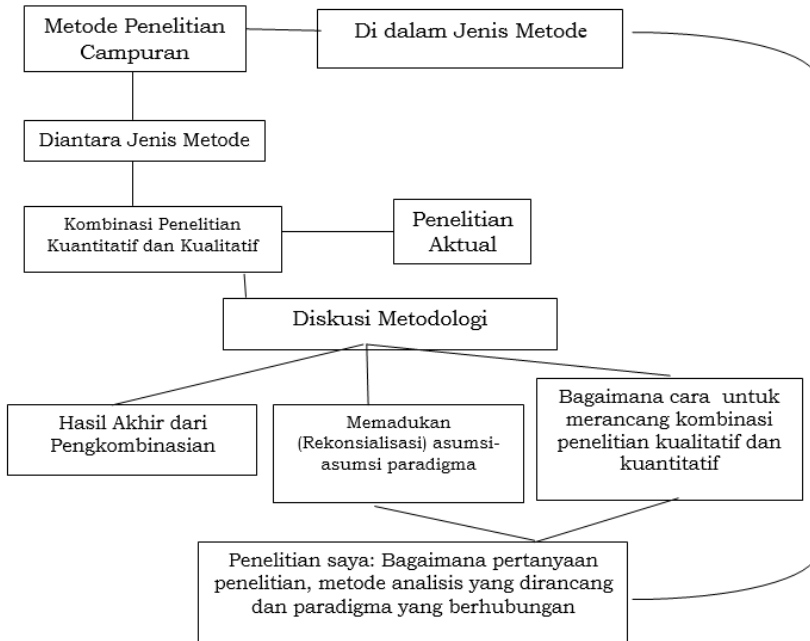 Metode Penelitian
Campuran
Di dalam Jenis Metode
Diantara Jenis Metode
Kombinasi Penelitian
Kuantitatif dan Kualitatif
Penelitian
Aktual
Diskusi Metodologi
Hasil Akhir dari
Pengkombinasian
Memadukan
(Rekonsialisasi) asumsi-
asumsi paradigma
Bagaimana cara untuk
merancang kombinasi
penelitian kualitatif dan
kuantitatif
Penelitian saya: Bagaimana pertanyaan
penelitian, metode analisis yang dirancang
dan paradigma yang berhubungan